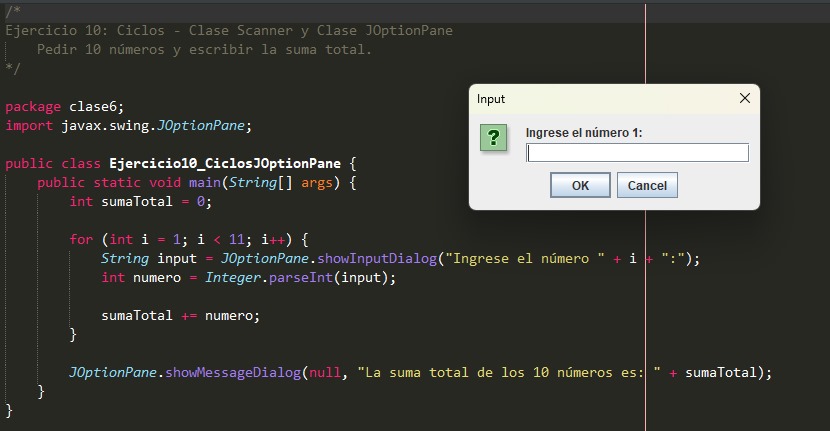 /*
Ejercicio 10: Ciclos - Clase Scanner y Clase JOptionPane
    Pedir 10 números y escribir la suma total.
*/

package clase6;
import javax.swing.JOptionPane;

public class Ejercicio10_CiclosJOptionPane {
    public static void main(String[] args) {
        int sumaTotal = 0;

        for (int i = 1; i < 11; i++) {
            String input = JOptionPane.showInputDialog("Ingrese el número " + i + ":");
            int numero = Integer.parseInt(input);

            sumaTotal += numero;
        }

        JOptionPane.showMessageDialog(null, "La suma total de los 10 números es: " + sumaTotal);
    }
}
Input
?
Ingrese el número 1:
OK
Cancel